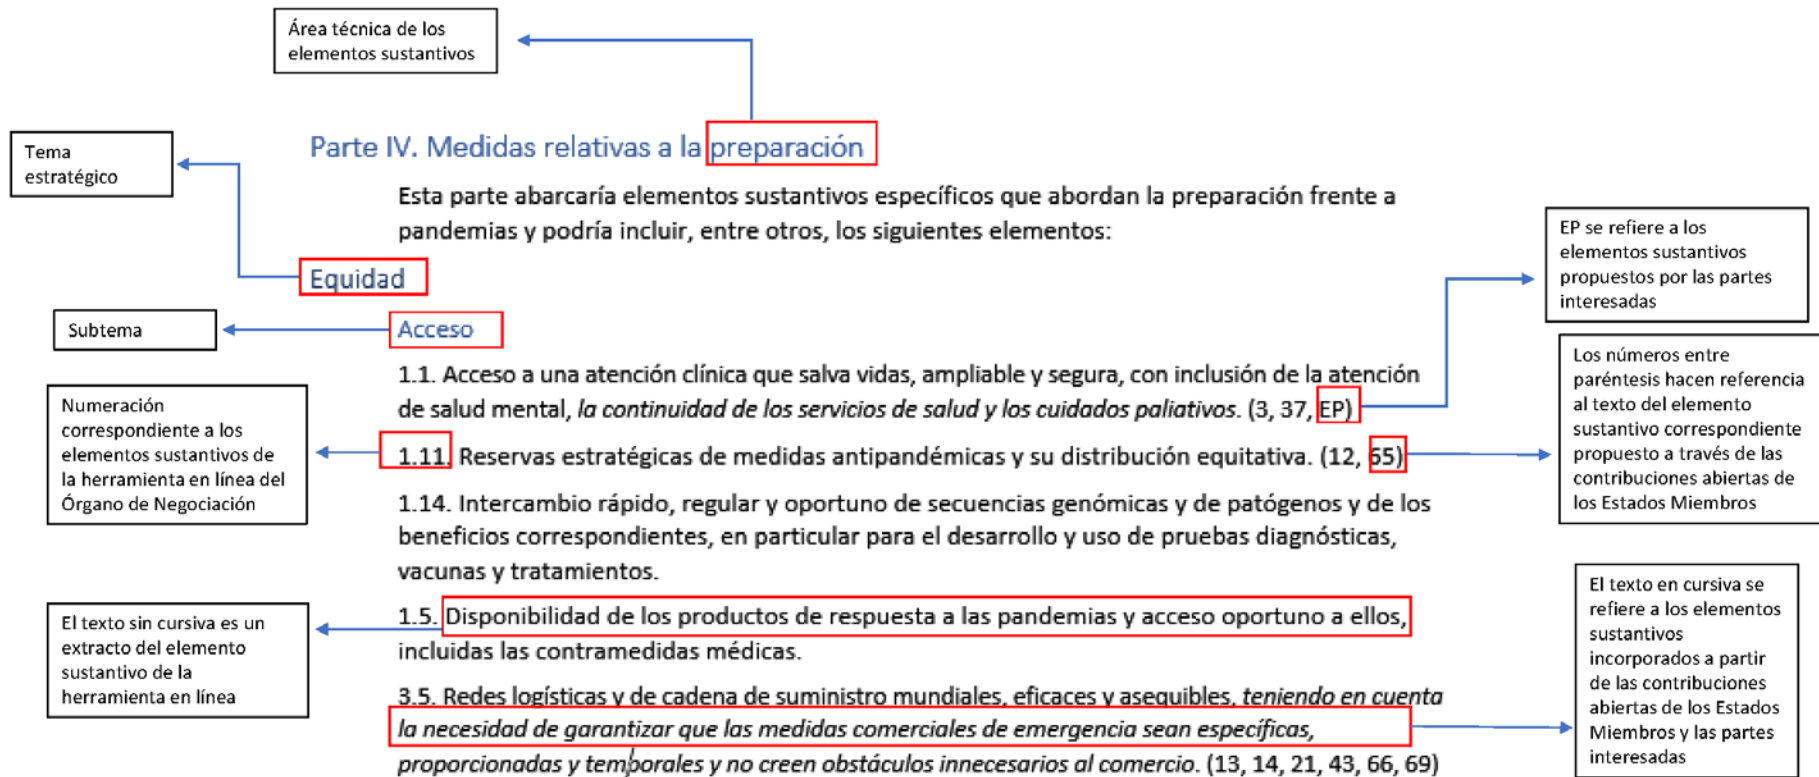 Área técnica de los
elementos sustantivos
Tema
estratégico
Parte IV. Medidas relativas a la preparación
Esta parte abarcaría elementos sustantivos específicos que abordan la preparación frente a
pandemias y podría incluir, entre otros, los siguientes elementos:
Equidad
EP se refiere a los
elementos sustantivos
propuestos por las partes
interesadas
Subtema
Acceso
1.1. Acceso a una atención clínica que salva vidas, ampliable y segura, con inclusión de la atención
de salud mental, la continuidad de los servicios de salud y los cuidados paliativos. (3, 37, EP)
Los números entre
paréntesis hacen referencia
al texto del elemento
sustantivo correspondiente
propuesto a través de las
contribuciones abiertas de
los Estados Miembros
Numeración
correspondiente a los
elementos sustantivos de
la herramienta en línea del
Órgano de Negociación
1.11. Reservas estratégicas de medidas antipandémicas y su distribución equitativa. (12, 65)
1.14. Intercambio rápido, regular y oportuno de secuencias genómicas y de patógenos y de los
beneficios correspondientes, en particular para el desarrollo y uso de pruebas diagnósticas,
vacunas y tratamientos.
El texto sin cursiva es un
extracto del elemento
sustantivo de la
herramienta en línea
1.5. Disponibilidad de los productos de respuesta a las pandemias y acceso oportuno a ellos,
incluidas las contramedidas médicas.
El texto en cursiva se
refiere a los elementos
sustantivos
incorporados a partir
de las contribuciones
abiertas de los Estados
Miembros y las partes
interesadas
3.5. Redes logísticas y de cadena de suministro mundiales, eficaces y asequibles, teniendo en cuenta
la necesidad de garantizar que las medidas comerciales de emergencia sean específicas,
proporcionadas y temporales y no creen obstáculos innecesarios al comercio. (13, 14, 21, 43, 66, 69)